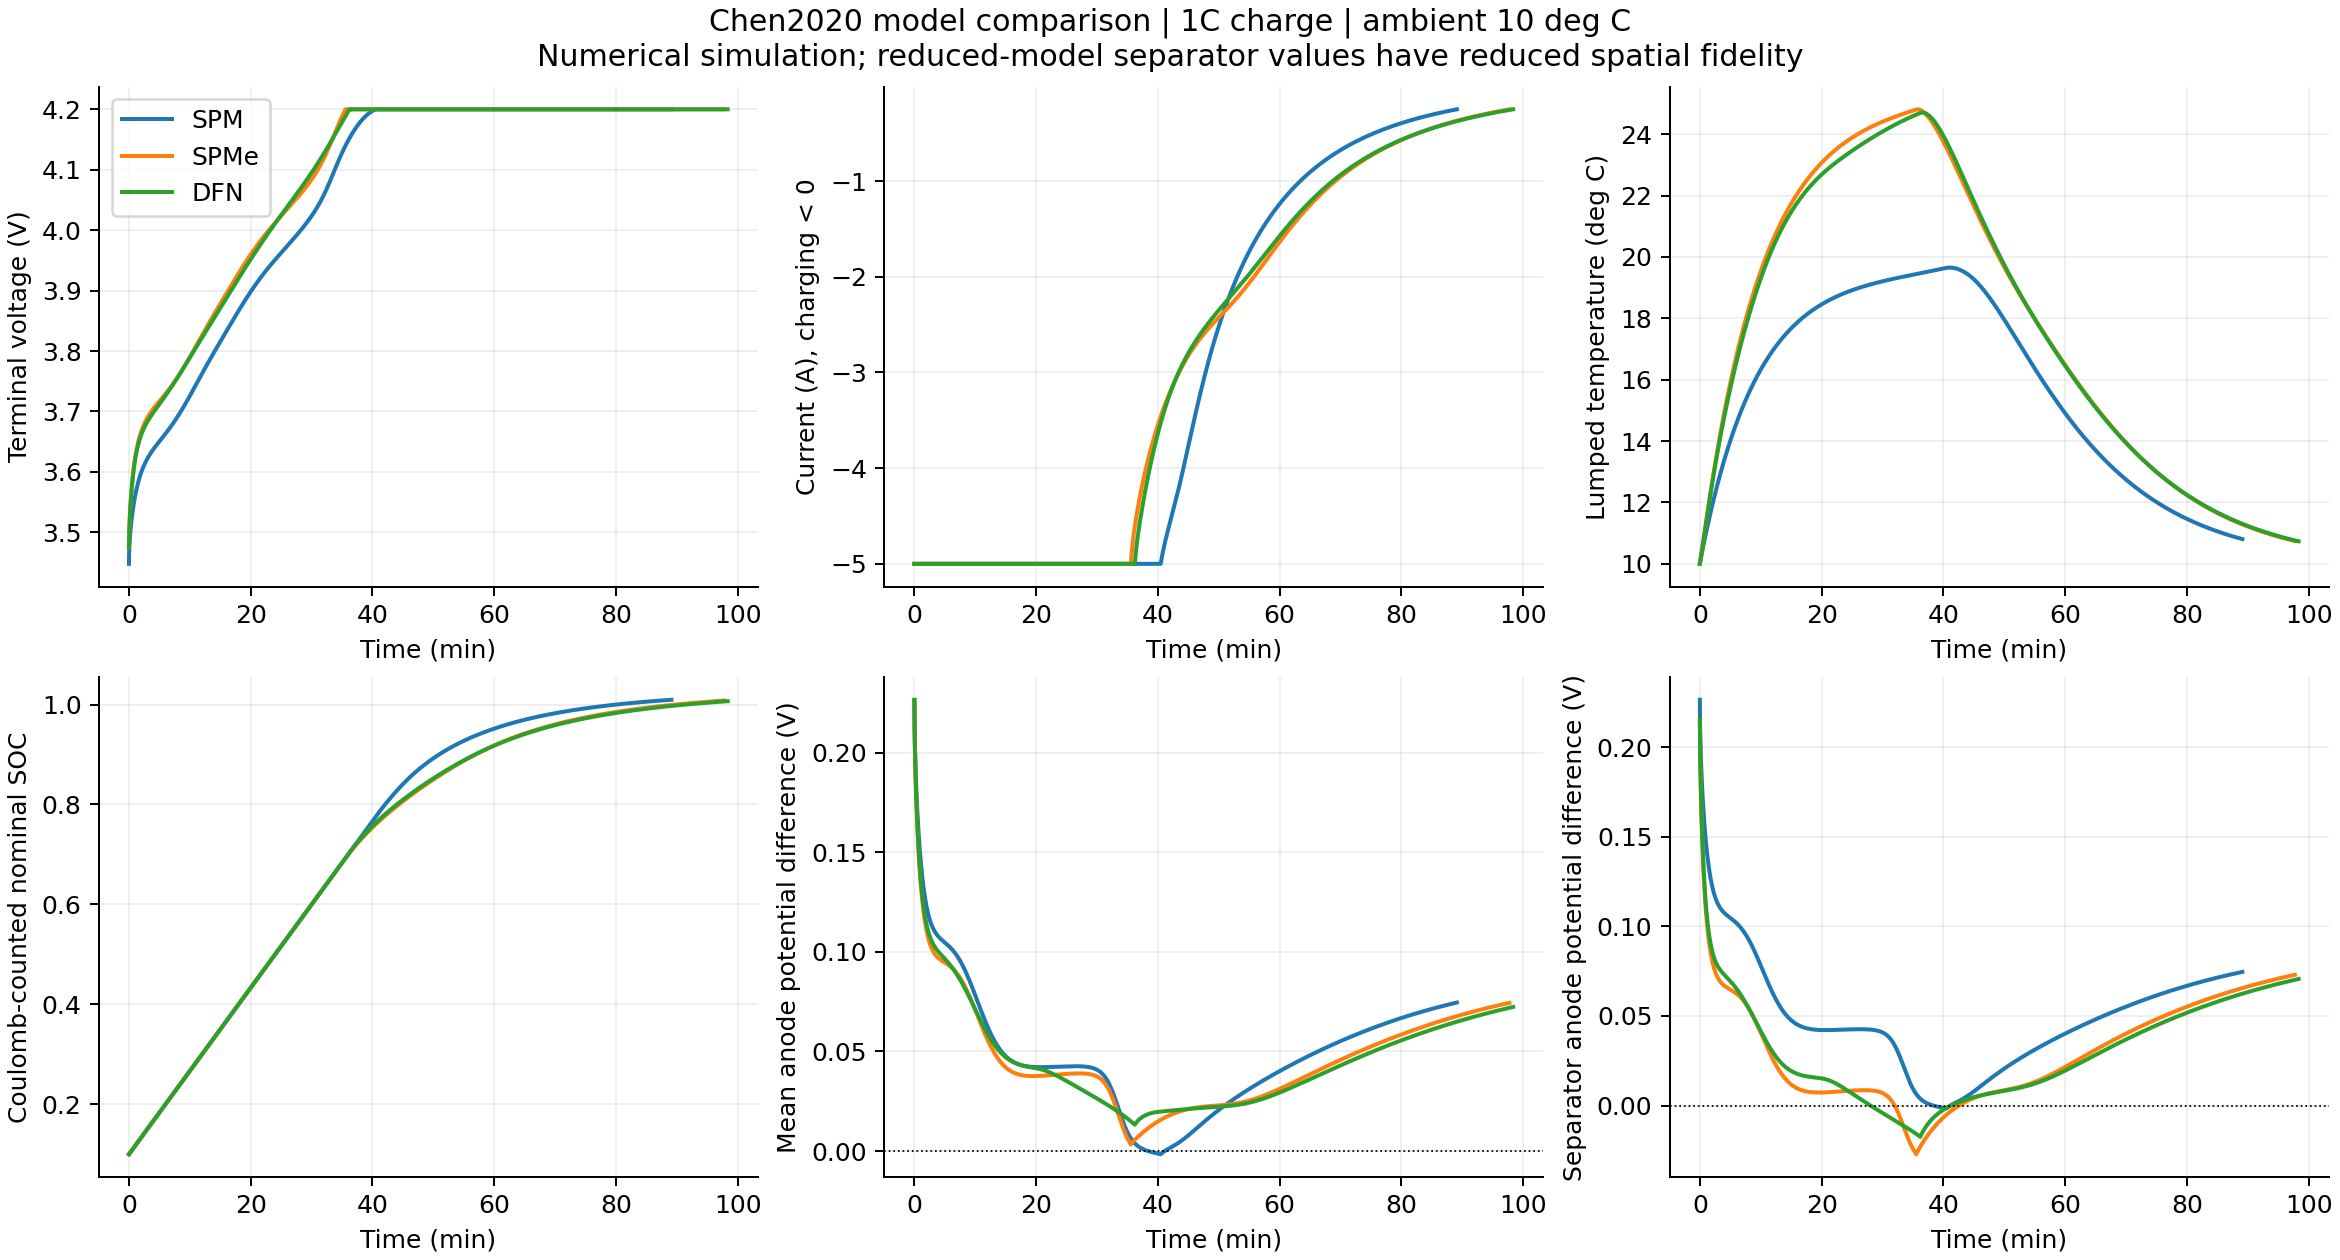 Chen2020 model comparison | 1C charge | ambient 10 deg C
Numerical simulation; reduced-model separator values have reduced spatial fidelity
Terminal voltage (V)
4.2
4.1
4.0
3.9
3.8
3.7
3.6
3.5
SPM
SPMe
DFN
0 20 40 60 80 100
Time (min)
Current (A), charging < 0
−1
−2
−3
−4
−5
0 20 40 60 80 100
Time (min)
Lumped temperature (deg C)
24
22
20
18
16
14
12
10
0 20 40 60 80 100
Time (min)
Coulomb-counted nominal SOC
1.0
0.8
0.6
0.4
0.2
0 20 40 60 80 100
Time (min)
Mean anode potential difference (V)
0.20
0.15
0.10
0.05
0.00
0 20 40 60 80 100
Time (min)
Separator anode potential difference (V)
0.20
0.15
0.10
0.05
0.00
0 20 40 60 80 100
Time (min)